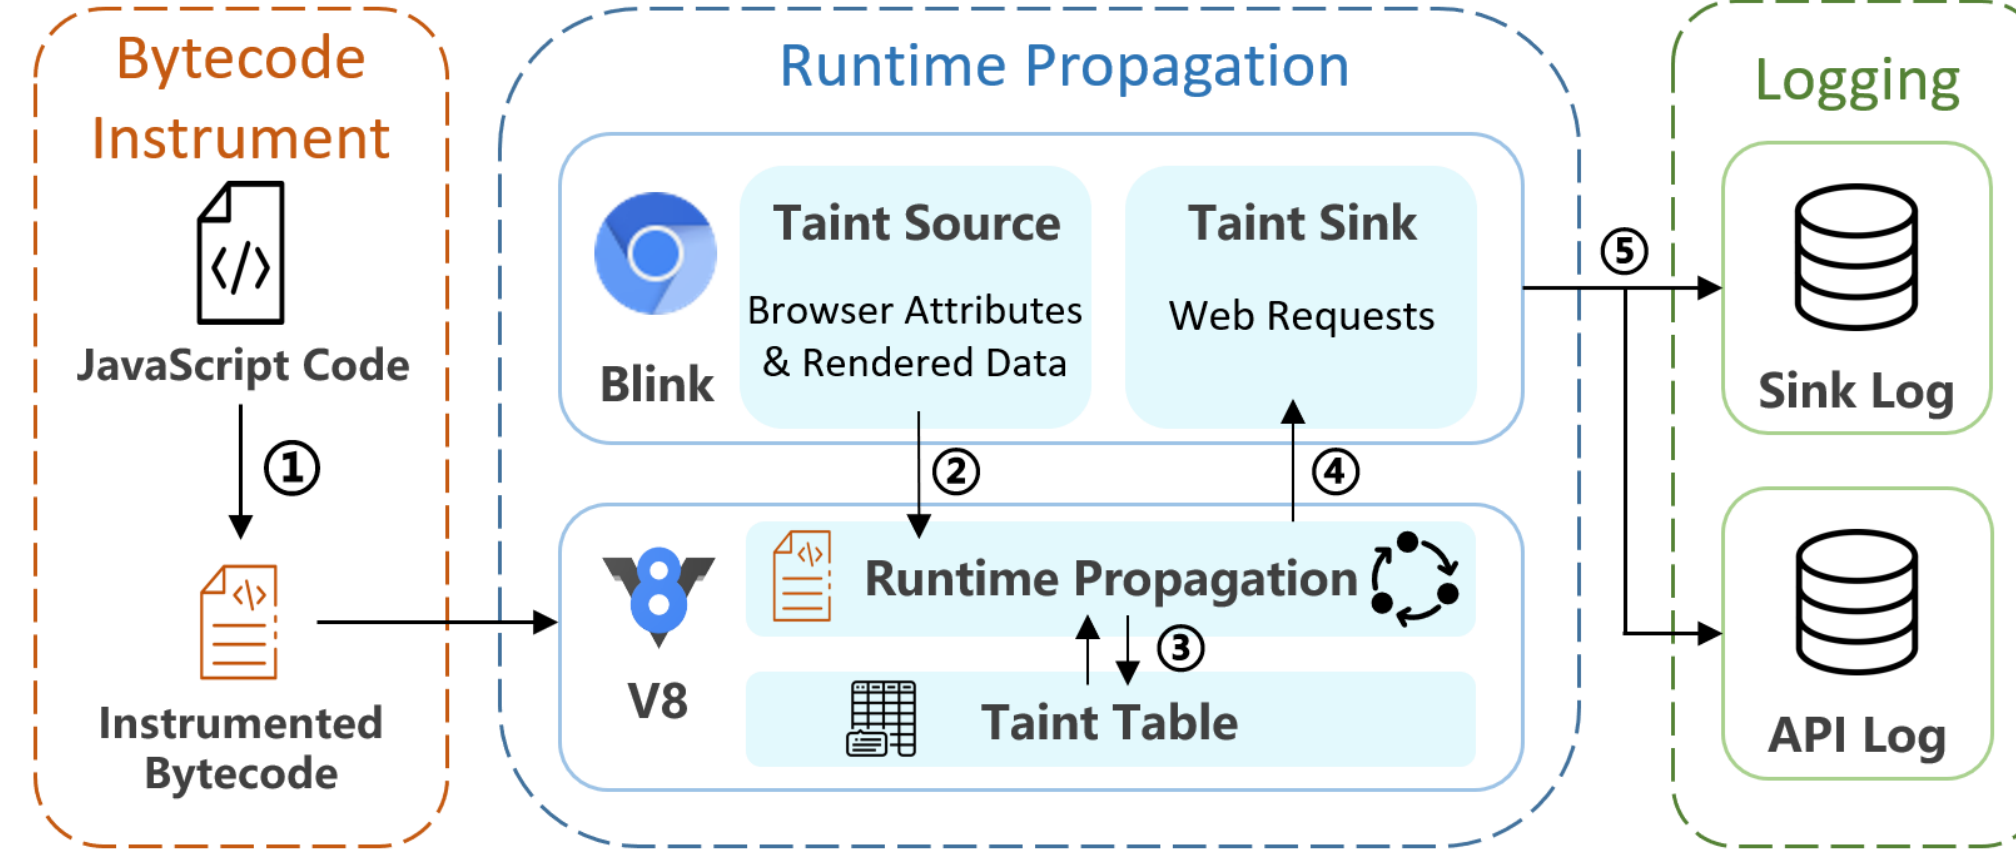 Bytecode
Instrument
</>
JavaScript Code
①
</>
Instrumented
Bytecode
Runtime Propagation
Blink
Taint Source
Browser Attributes
& Rendered Data
Taint Sink
Web Requests
②
④
V8
</>
Runtime Propagation
③
Taint Table
⑤
Logging
Sink Log
API Log